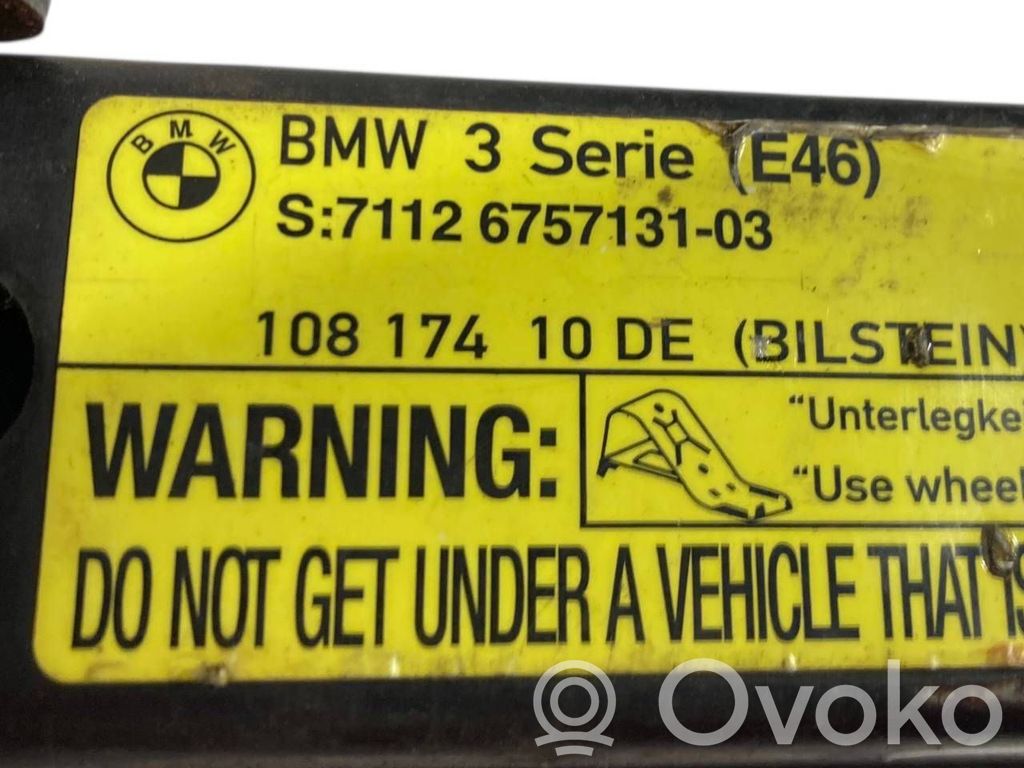 BMW
BMW 3 Serie (E46)
S:7112 6757131-03
108 174 10 DE (BILSTEIN)
WARNING:
"Unterlegke
"Use wheel
DO NOT GET UNDER A VEHICLE THAT IS
Ovoko